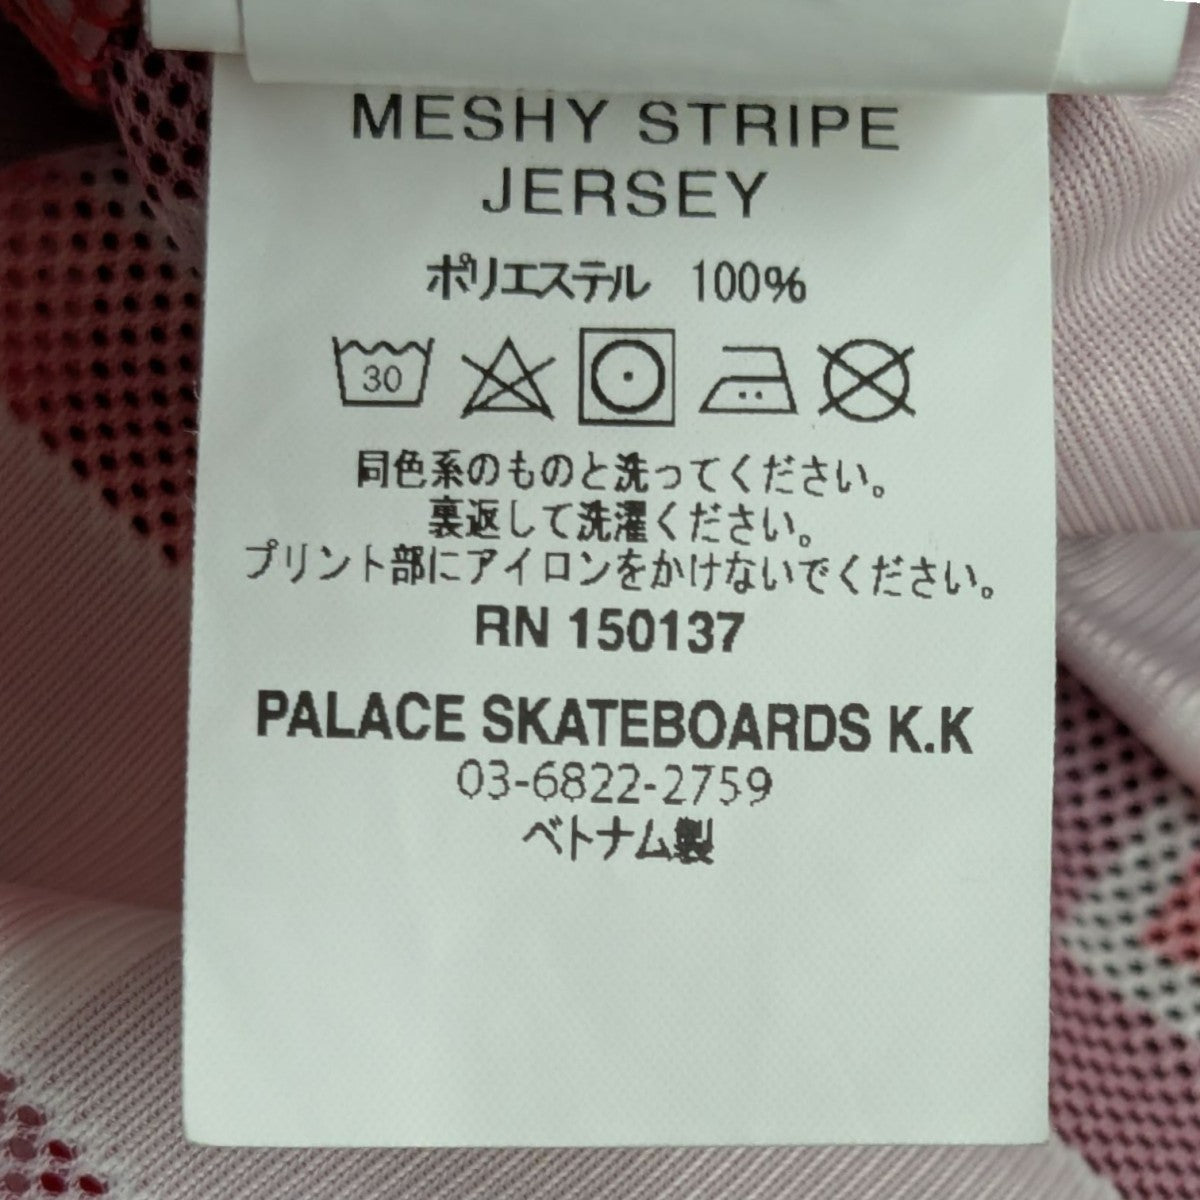 MESHY STRIPE
JERSEY
ポリエステル 100%
30
同色系のものと洗ってください。
裏返して洗濯ください。
プリント部にアイロンをかけないでください。
RN 150137
PALACE SKATEBOARDS K.K
03-6822-2759
ベトナム製